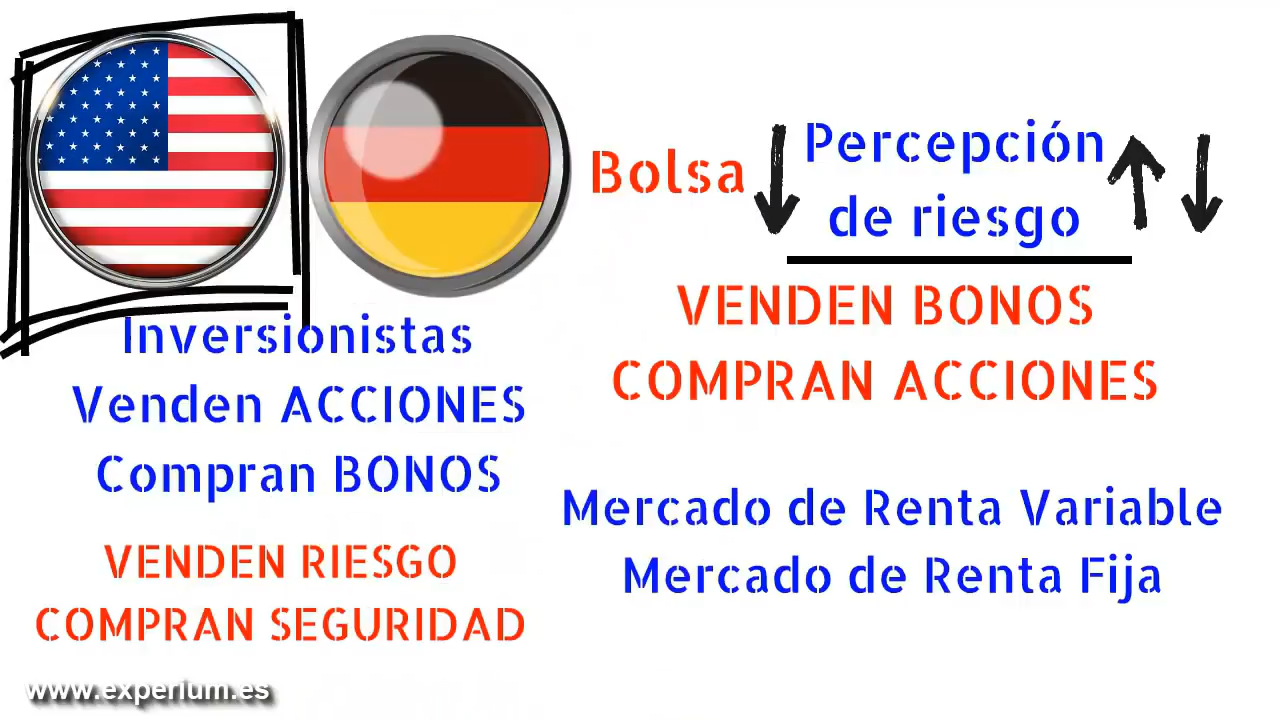 Bolsa
Percepción
de riesgo
VENDEN BONOS
COMPRAN ACCIONES
Inversionistas
Venden ACCIONES
Compran BONOS
VENDEN RIESGO
COMPRAN SEGURIDAD
Mercado de Renta Variable
Mercado de Renta Fija
www.experium.es